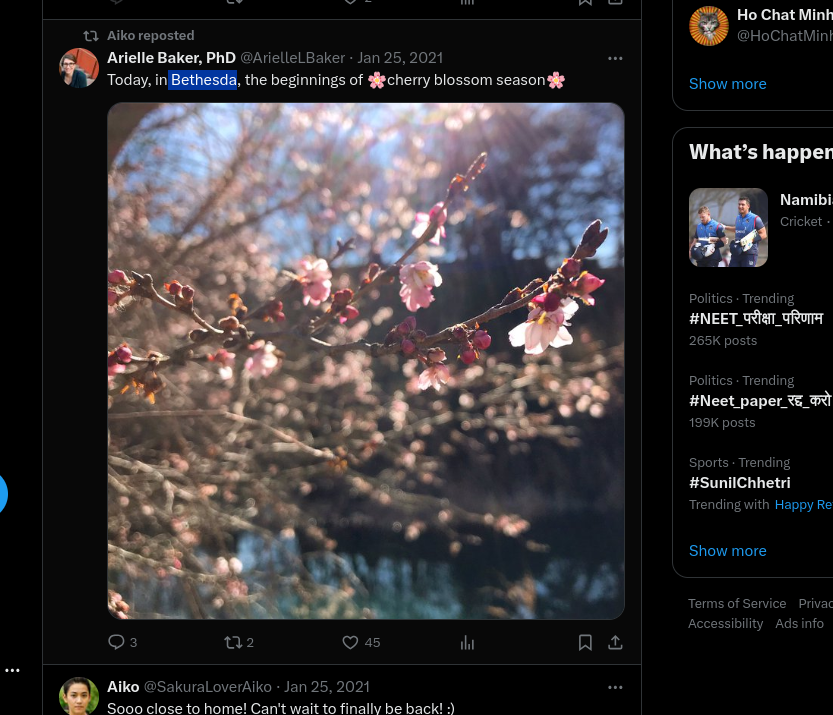 2
Aiko reposted
Arielle Baker, PhD @ArielleLBaker · Jan 25, 2021
Today, in Bethesda, the beginnings of 🌸cherry blossom season🌸
3 2 45
Aiko @SakuraLoverAiko · Jan 25, 2021
Sooo close to home! Can't wait to finally be back! :)
Ho Chat Minh
@HoChatMinh
Show more
What's happen
Namibia
Cricket ·
Politics · Trending
#NEET_परीक्षा_परिणाम
265K posts
Politics · Trending
#Neet_paper_रद्द_करो
199K posts
Sports · Trending
#SunilChhetri
Trending with Happy Re
Show more
Terms of Service Privac
Accessibility Ads info